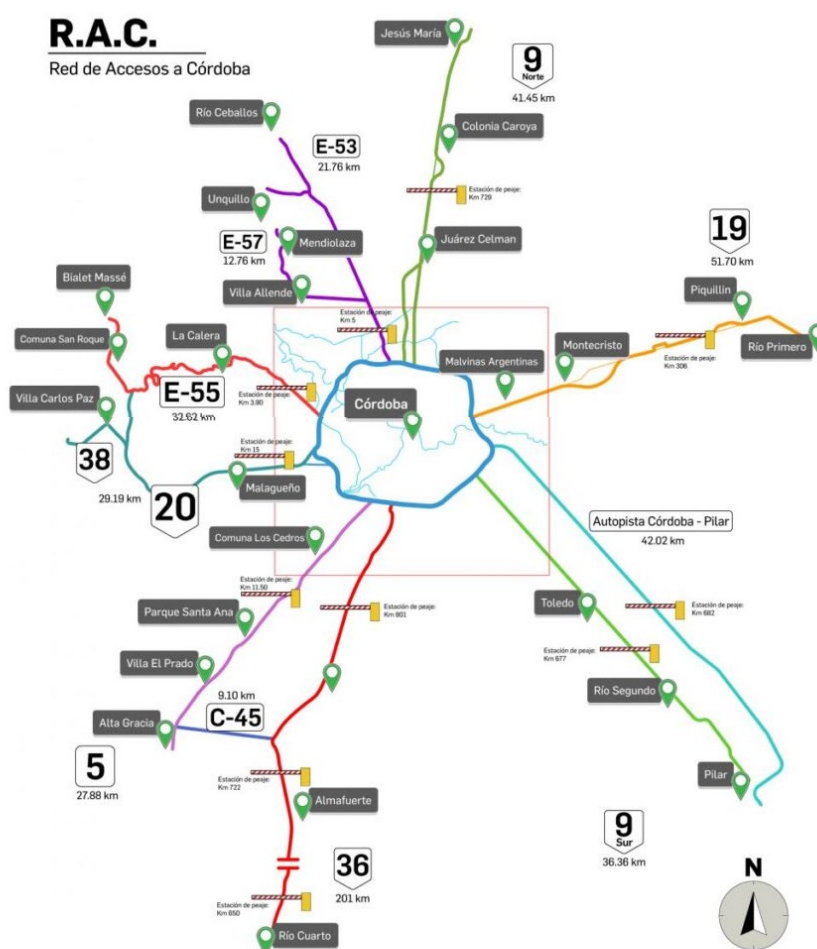 R.A.C.
Red de Accesos a Córdoba
Jesús María
9
Norte
41.45 km
Río Ceballos
Colonia Caroya
E-53
21.76 km
Estación de peaje:
Km 729
Unquillo
19
51.70 km
E-57
12.76 km
Mendiolaza
Juárez Celman
Bialet Massé
Villa Allende
Piquillin
Estación de peaje:
Km 5
Comuna San Roque
La Calera
Montecristo
Río Primero
Estación de peaje:
Km 306
Malvinas Argentinas
E-55
32.62 km
Estación de peaje:
Km 3.90
Villa Carlos Paz
Córdoba
38
29.19 km
20
Estación de peaje:
Km 15
Malagueño
Autopista Córdoba - Pilar
42.02 km
Comuna Los Cedros
Estación de peaje:
Km 11.50
Parque Santa Ana
Estación de peaje:
Km 801
Toledo
Estación de peaje:
Km 682
Estación de peaje:
Km 677
Villa El Prado
Río Segundo
9.10 km
C-45
Alta Gracia
5
27.88 km
Estación de peaje:
Km 722
Almafuerte
Pilar
9
Sur
36.36 km
36
201 km
N
Estación de peaje:
Km 650
Río Cuarto